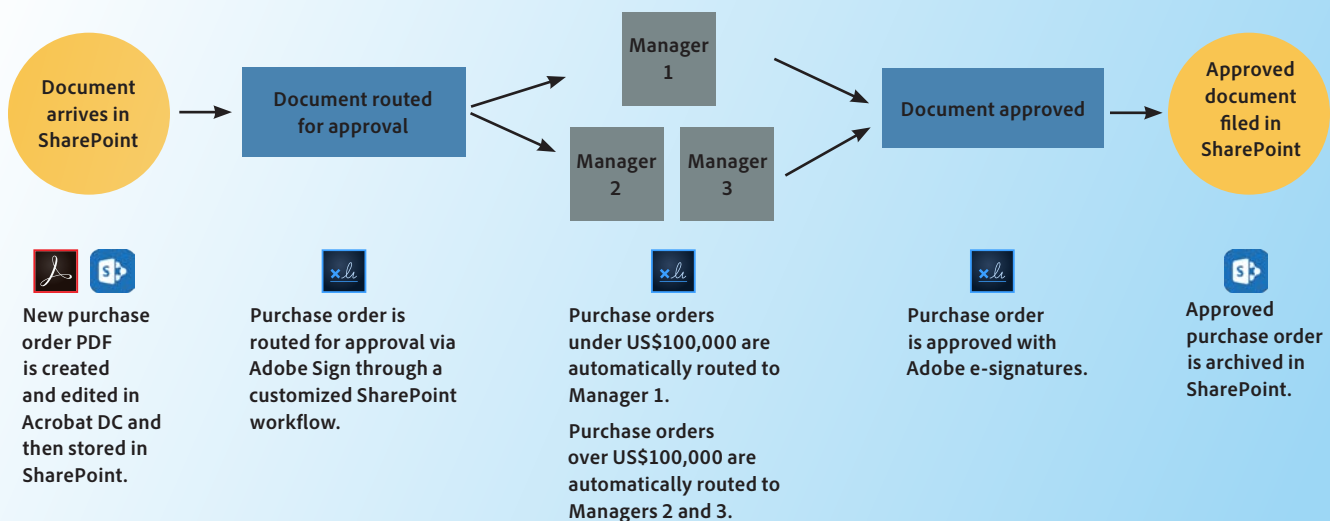 Document
arrives in
SharePoint
Document routed
for approval
Manager
1
Manager
2
Manager
3
Document approved
Approved
document
filed in
SharePoint
New purchase
order PDF
is created
and edited in
Acrobat DC and
then stored in
SharePoint.
Purchase order is
routed for approval via
Adobe Sign through a
customized SharePoint
workflow.
Purchase orders
under US$100,000 are
automatically routed to
Manager 1.
Purchase orders
over US$100,000 are
automatically routed to
Managers 2 and 3.
Purchase order
is approved with
Adobe e-signatures.
S
Approved
purchase order
is archived in
SharePoint.